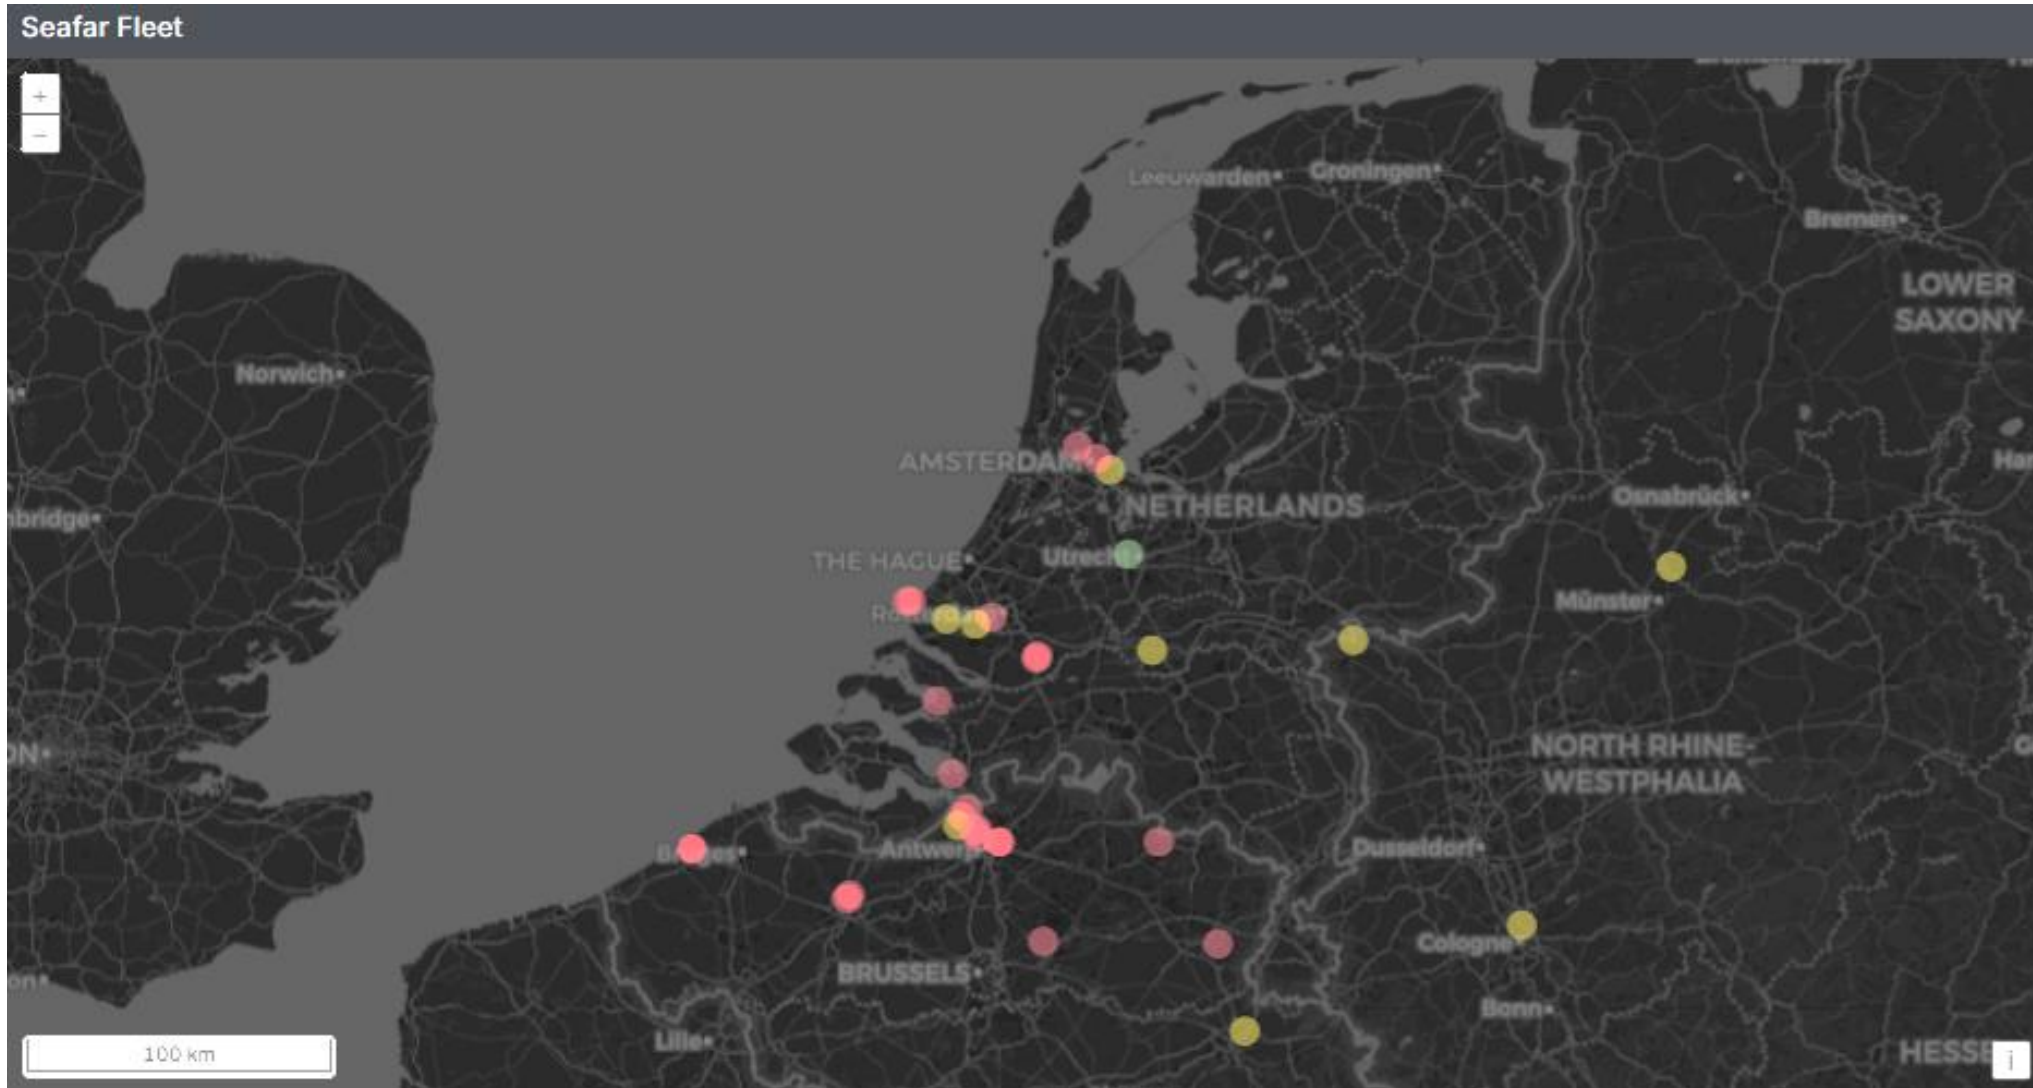 Seafar Fleet
+
−
Leeuwarden
Groningen
Bremen
LOWER
SAXONY
Norwich
AMSTERDAM
NETHERLANDS
Osnabrück
nbridge
THE HAGUE
Utrecht
Münster
NORTH RHINE-
WESTPHALIA
Dusseldorf
Antwerp
Cologne
BRUSSELS
Bonn
Lille
HESSE
100 km
i